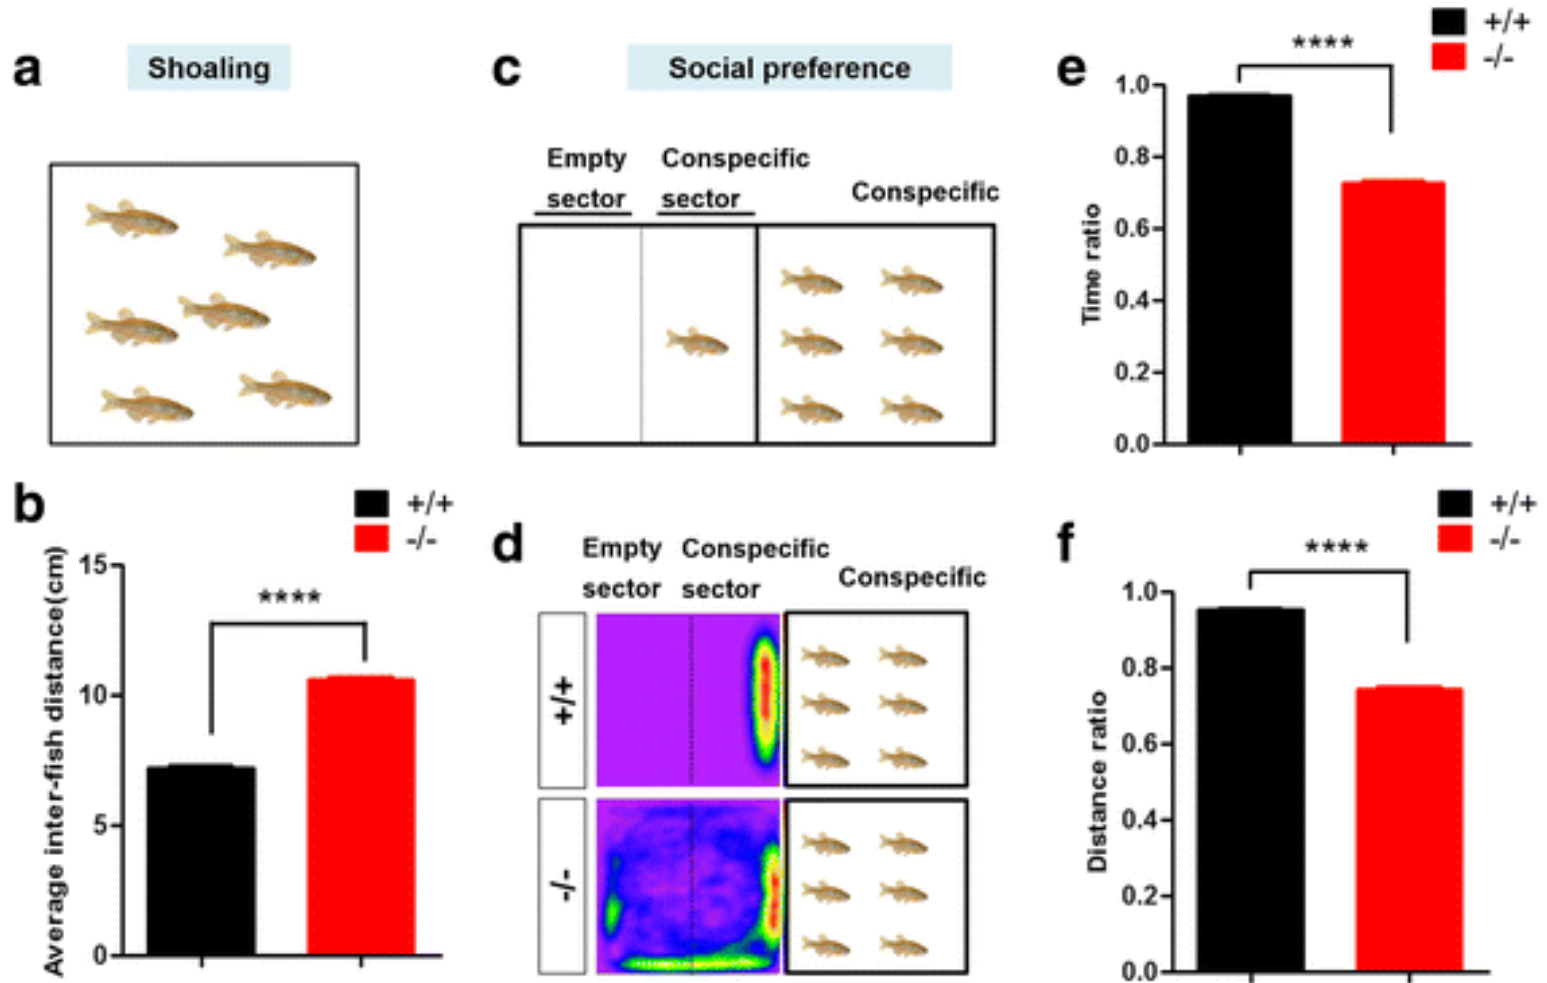 a
Shoaling
b
+/+
-/-
Average inter-fish distance(cm)
15
10
5
0
****
c
Social preference
Empty
sector
Conspecific
sector
Conspecific
d
Empty
sector
Conspecific
sector
Conspecific
+/+
-/-
e
+/+
-/-
****
Time ratio
1.0
0.8
0.6
0.4
0.2
0.0
f
+/+
-/-
****
Distance ratio
1.0
0.8
0.6
0.4
0.2
0.0